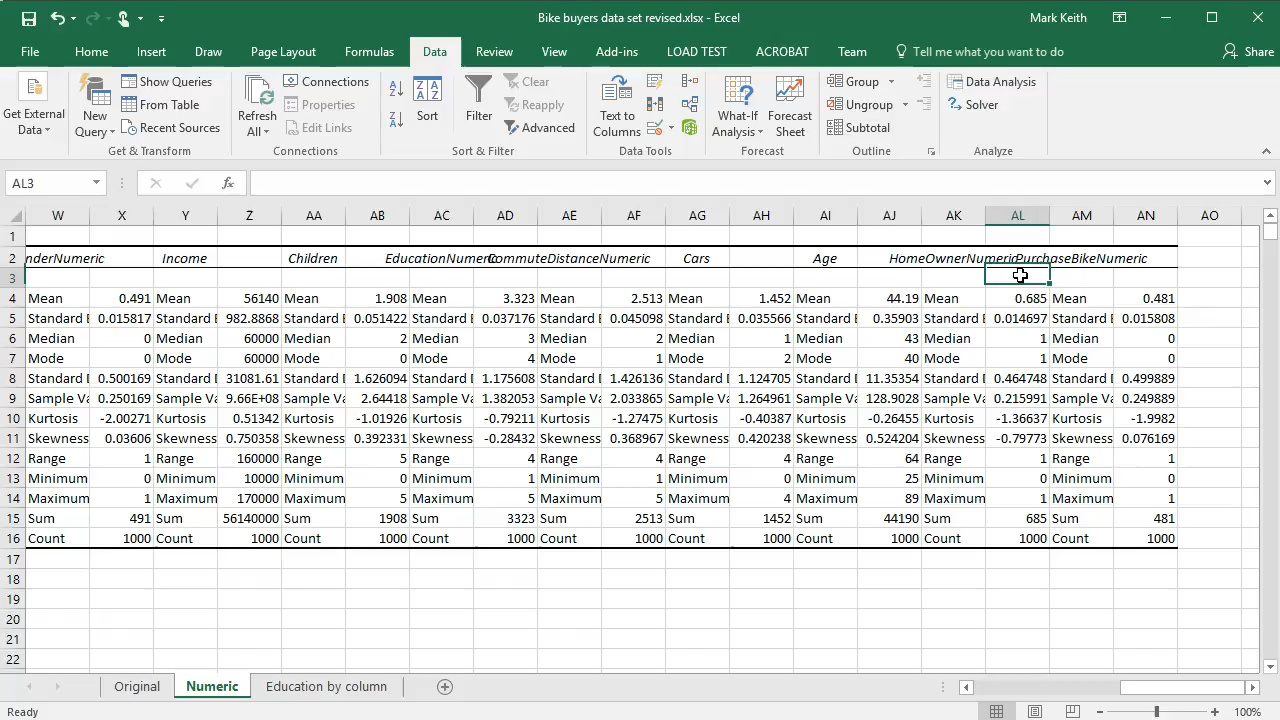 Bike buyers data set revised.xlsx - Excel
Mark Keith
File Home Insert Draw Page Layout Formulas Data Review View Add-ins LOAD TEST ACROBAT Team Tell me what you want to do Share
Get External Data
New Query
Show Queries
From Table
Recent Sources
Get & Transform
Refresh All
Connections
Properties
Edit Links
Connections
A Z
Z A
Z A A Z
Sort
Filter
Clear
Reapply
Advanced
Sort & Filter
Text to Columns
Data Tools
What-If Analysis
Forecast Sheet
Forecast
Group
Ungroup
Subtotal
Outline
Data Analysis
Solver
Analyze
AL3
fx
W X Y Z AA AB AC AD AE AF AG AH AI AJ AK AL AM AN AO
1
2 nderNumeric Income Children EducationNumeric CommuteDistanceNumeric Cars Age HomeOwnerNumeric PurchaseBikeNumeric
3
4 Mean 0.491 Mean 56140 Mean 1.908 Mean 3.323 Mean 2.513 Mean 1.452 Mean 44.19 Mean 0.685 Mean 0.481
5 Standard E 0.015817 Standard E 982.8868 Standard E 0.051422 Standard E 0.037176 Standard E 0.045098 Standard E 0.035566 Standard E 0.35903 Standard E 0.014697 Standard E 0.015808
6 Median 0 Median 60000 Median 2 Median 3 Median 2 Median 1 Median 43 Median 1 Median 0
7 Mode 0 Mode 60000 Mode 0 Mode 4 Mode 1 Mode 2 Mode 40 Mode 1 Mode 0
8 Standard D 0.500169 Standard D 31081.61 Standard D 1.626094 Standard D 1.175608 Standard D 1.426136 Standard D 1.124705 Standard D 11.35354 Standard D 0.464748 Standard D 0.499889
9 Sample Va 0.250169 Sample Va 9.66E+08 Sample Va 2.64418 Sample Va 1.382053 Sample Va 2.033865 Sample Va 1.264961 Sample Va 128.9028 Sample Va 0.215991 Sample Va 0.249889
10 Kurtosis -2.00271 Kurtosis 0.51342 Kurtosis -1.01926 Kurtosis -0.79211 Kurtosis -1.27475 Kurtosis -0.40387 Kurtosis -0.26455 Kurtosis -1.36637 Kurtosis -1.9982
11 Skewness 0.03606 Skewness 0.750358 Skewness 0.392331 Skewness -0.28432 Skewness 0.368967 Skewness 0.420238 Skewness 0.524204 Skewness -0.79773 Skewness 0.076169
12 Range 1 Range 160000 Range 5 Range 4 Range 4 Range 4 Range 64 Range 1 Range 1
13 Minimum 0 Minimum 10000 Minimum 0 Minimum 1 Minimum 1 Minimum 0 Minimum 25 Minimum 0 Minimum 0
14 Maximum 1 Maximum 170000 Maximum 5 Maximum 5 Maximum 5 Maximum 4 Maximum 89 Maximum 1 Maximum 1
15 Sum 491 Sum 56140000 Sum 1908 Sum 3323 Sum 2513 Sum 1452 Sum 44190 Sum 685 Sum 481
16 Count 1000 Count 1000 Count 1000 Count 1000 Count 1000 Count 1000 Count 1000 Count 1000 Count 1000
17
18
19
20
21
22
Original Numeric Education by column
Ready
100%